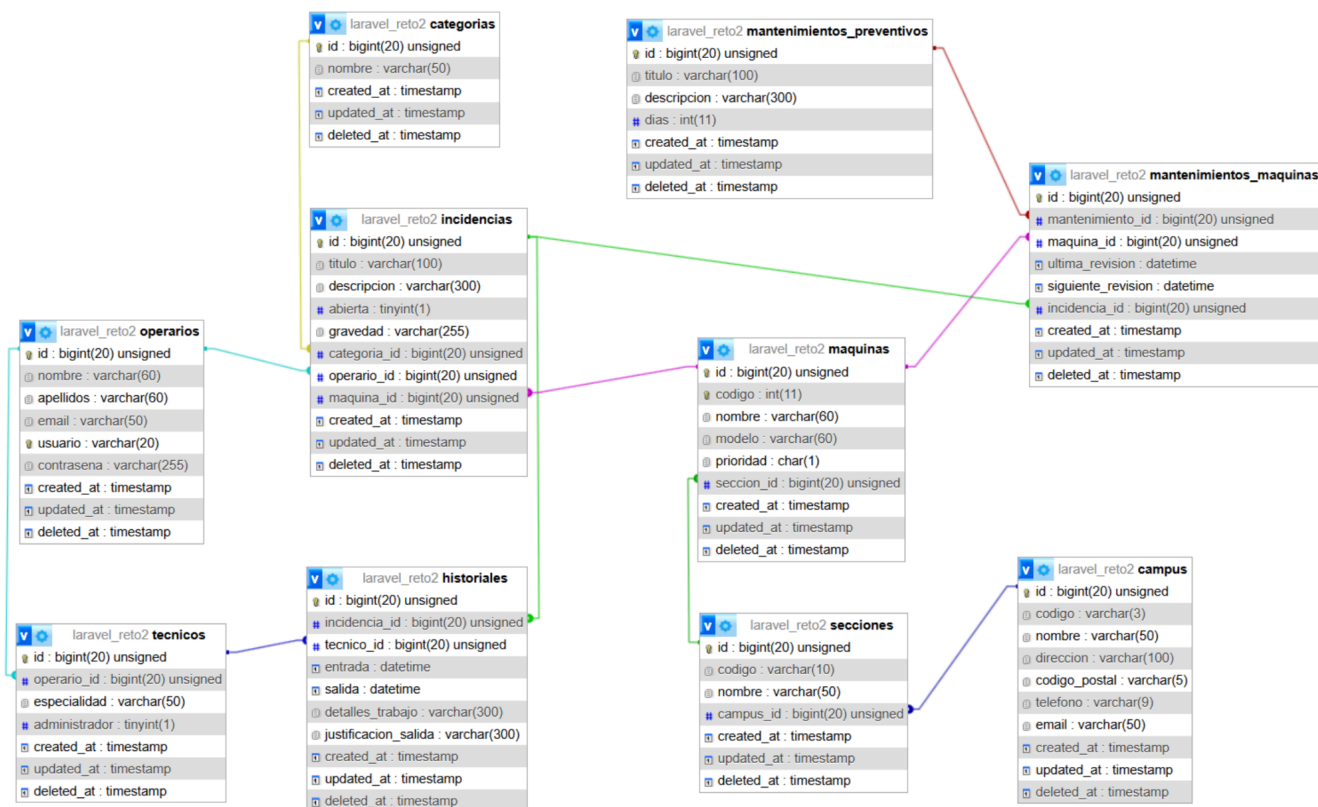 laravel_reto2 categorias
id : bigint(20) unsigned
nombre : varchar(50)
created_at : timestamp
updated_at : timestamp
deleted_at : timestamp
laravel_reto2 mantenimientos_preventivos
id : bigint(20) unsigned
titulo : varchar(100)
descripcion : varchar(300)
dias : int(11)
created_at : timestamp
updated_at : timestamp
deleted_at : timestamp
laravel_reto2 mantenimientos_maquinas
id : bigint(20) unsigned
mantenimiento_id : bigint(20) unsigned
maquina_id : bigint(20) unsigned
ultima_revision : datetime
siguiente_revision : datetime
incidencia_id : bigint(20) unsigned
created_at : timestamp
updated_at : timestamp
deleted_at : timestamp
laravel_reto2 incidencias
id : bigint(20) unsigned
titulo : varchar(100)
descripcion : varchar(300)
abierta : tinyint(1)
gravedad : varchar(255)
categoria_id : bigint(20) unsigned
operario_id : bigint(20) unsigned
maquina_id : bigint(20) unsigned
created_at : timestamp
updated_at : timestamp
deleted_at : timestamp
laravel_reto2 operarios
id : bigint(20) unsigned
nombre : varchar(60)
apellidos : varchar(60)
email : varchar(50)
usuario : varchar(20)
contrasena : varchar(255)
created_at : timestamp
updated_at : timestamp
deleted_at : timestamp
laravel_reto2 maquinas
id : bigint(20) unsigned
codigo : int(11)
nombre : varchar(60)
modelo : varchar(60)
prioridad : char(1)
seccion_id : bigint(20) unsigned
created_at : timestamp
updated_at : timestamp
deleted_at : timestamp
laravel_reto2 tecnicos
id : bigint(20) unsigned
operario_id : bigint(20) unsigned
especialidad : varchar(50)
administrador : tinyint(1)
created_at : timestamp
updated_at : timestamp
deleted_at : timestamp
laravel_reto2 historiales
id : bigint(20) unsigned
incidencia_id : bigint(20) unsigned
tecnico_id : bigint(20) unsigned
entrada : datetime
salida : datetime
detalles_trabajo : varchar(300)
justificacion_salida : varchar(300)
created_at : timestamp
updated_at : timestamp
deleted_at : timestamp
laravel_reto2 secciones
id : bigint(20) unsigned
codigo : varchar(10)
nombre : varchar(50)
campus_id : bigint(20) unsigned
created_at : timestamp
updated_at : timestamp
deleted_at : timestamp
laravel_reto2 campus
id : bigint(20) unsigned
codigo : varchar(3)
nombre : varchar(50)
direccion : varchar(100)
codigo_postal : varchar(5)
telefono : varchar(9)
email : varchar(50)
created_at : timestamp
updated_at : timestamp
deleted_at : timestamp